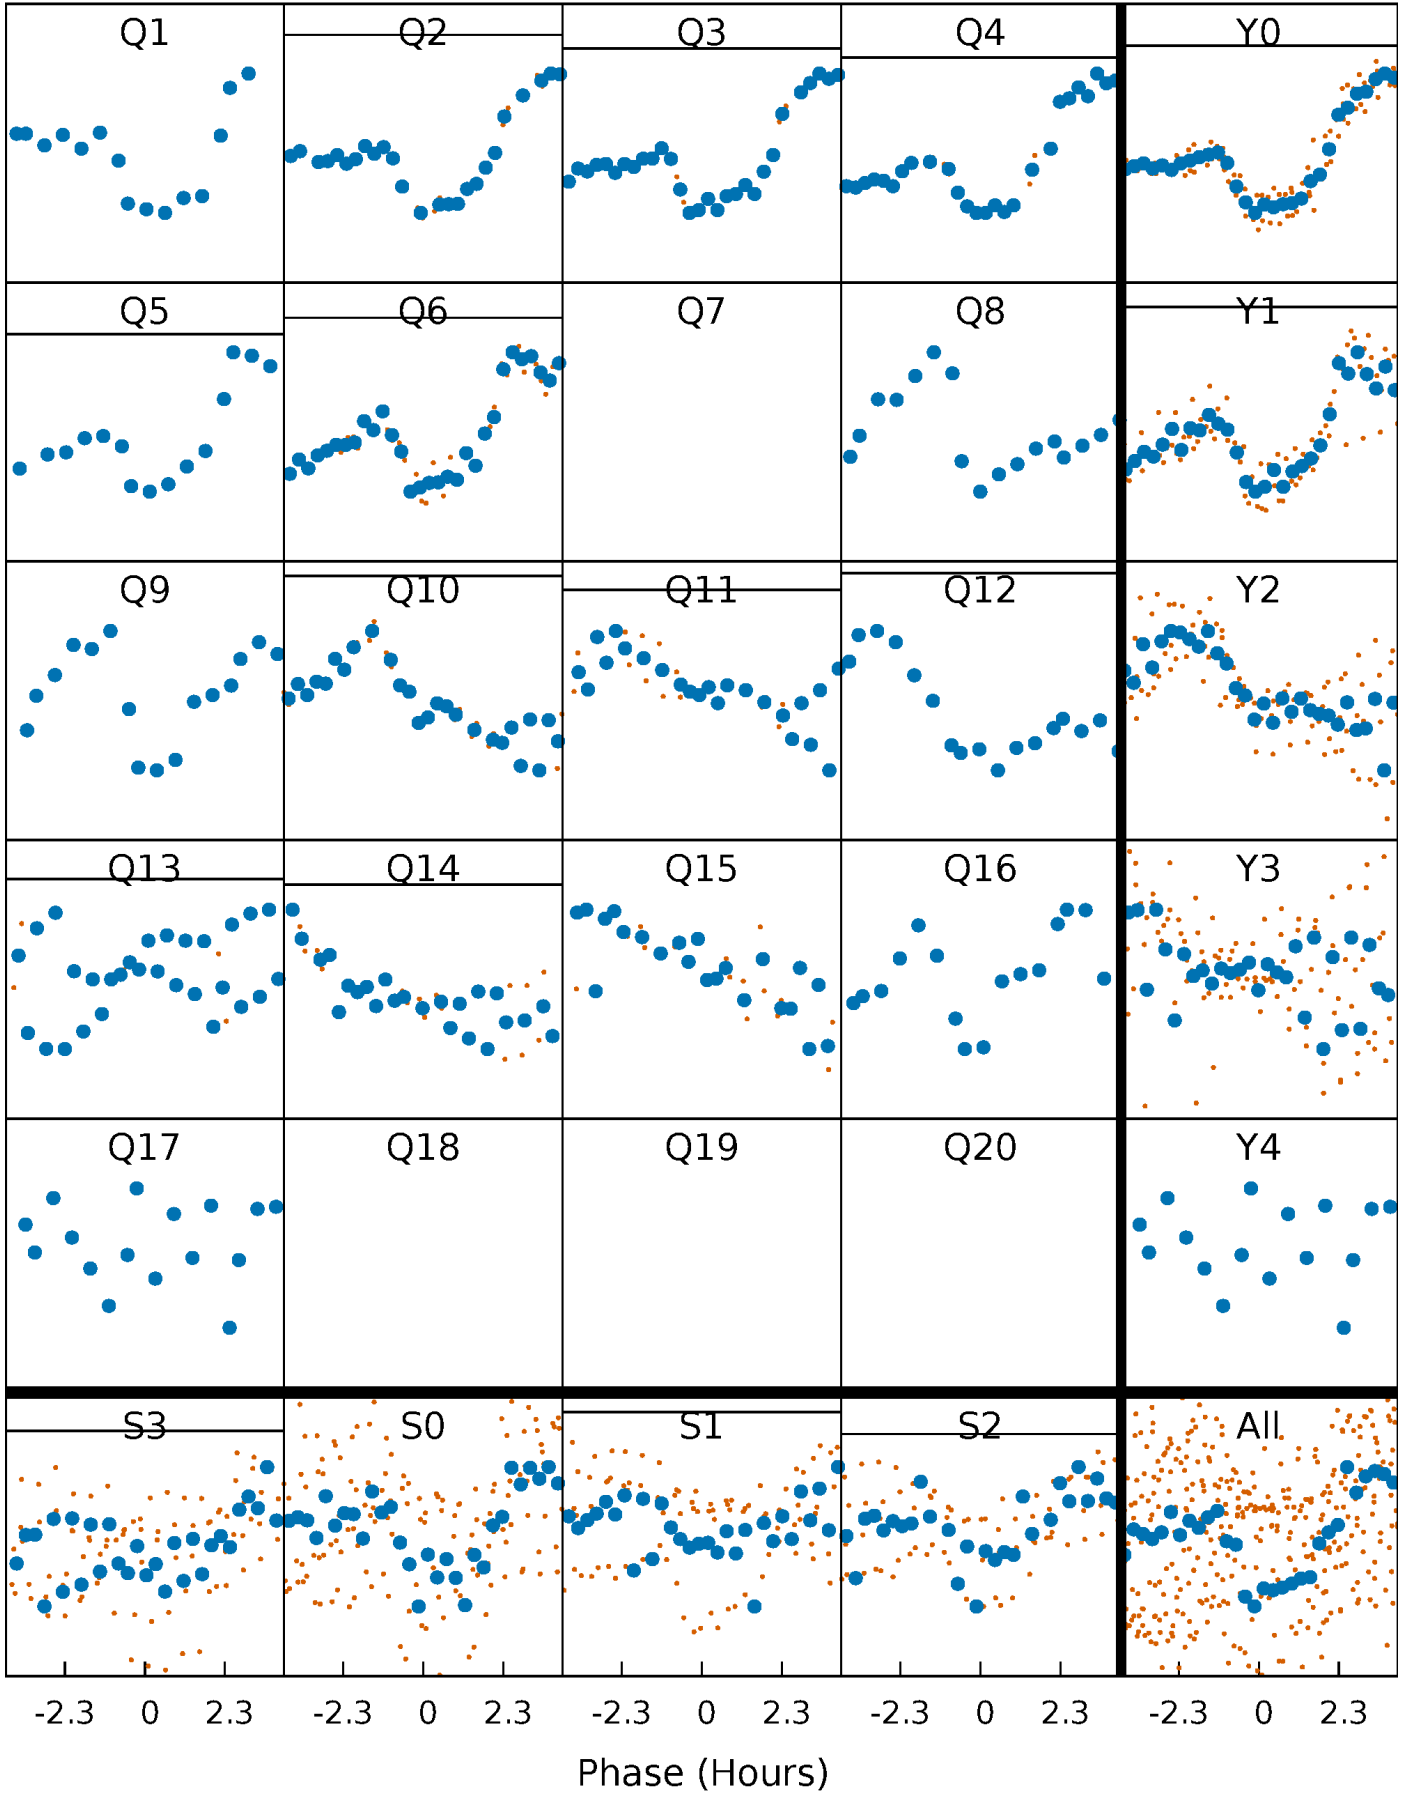 Q1 Q2 Q3 Q4 Y0
Q5 Q6 Q7 Q8 Y1
Q9 Q10 Q11 Q12 Y2
Q13 Q14 Q15 Q16 Y3
Q17 Q18 Q19 Q20 Y4
S3 S0 S1 S2 All
-2.3 0 2.3 -2.3 0 2.3 -2.3 0 2.3 -2.3 0 2.3 -2.3 0 2.3
Phase (Hours)